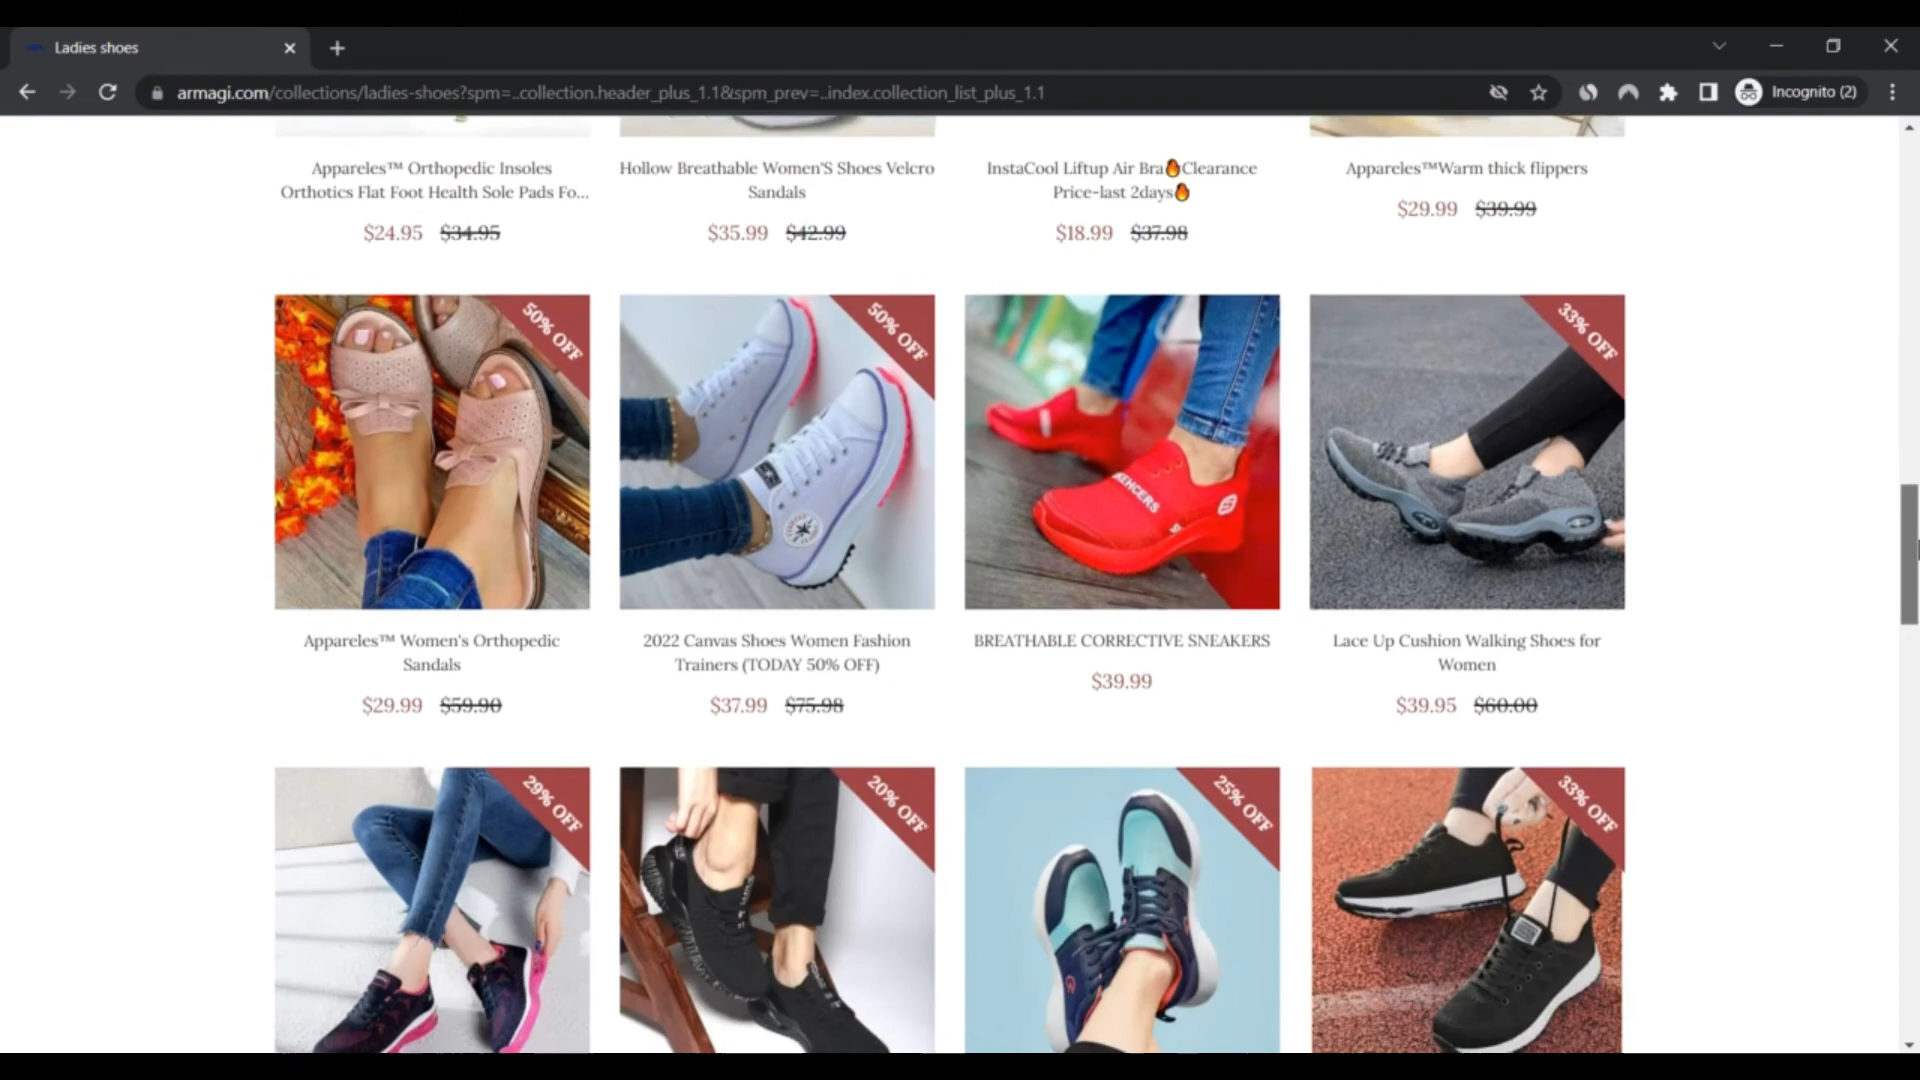 Ladies shoes
armagi.com/collections/ladies-shoes?spm=..collection.header_plus_1.1&spm_prev=..index.collection_list_plus_1.1
Incognito (2)
Appareles™ Orthopedic Insoles
Orthotics Flat Foot Health Sole Pads Fo...
$24.95 $34.95
Hollow Breathable Women'S Shoes Velcro
Sandals
$35.99 $42.99
InstaCool Liftup Air Bra🔥Clearance
Price-last 2days🔥
$18.99 $37.98
Appareles™Warm thick flippers
$29.99 $39.99
50% OFF
50% OFF
33% OFF
Appareles™ Women's Orthopedic
Sandals
$29.99 $59.90
2022 Canvas Shoes Women Fashion
Trainers (TODAY 50% OFF)
$37.99 $75.98
BREATHABLE CORRECTIVE SNEAKERS
$39.99
Lace Up Cushion Walking Shoes for
Women
$39.95 $60.00
29% OFF
20% OFF
25% OFF
33% OFF